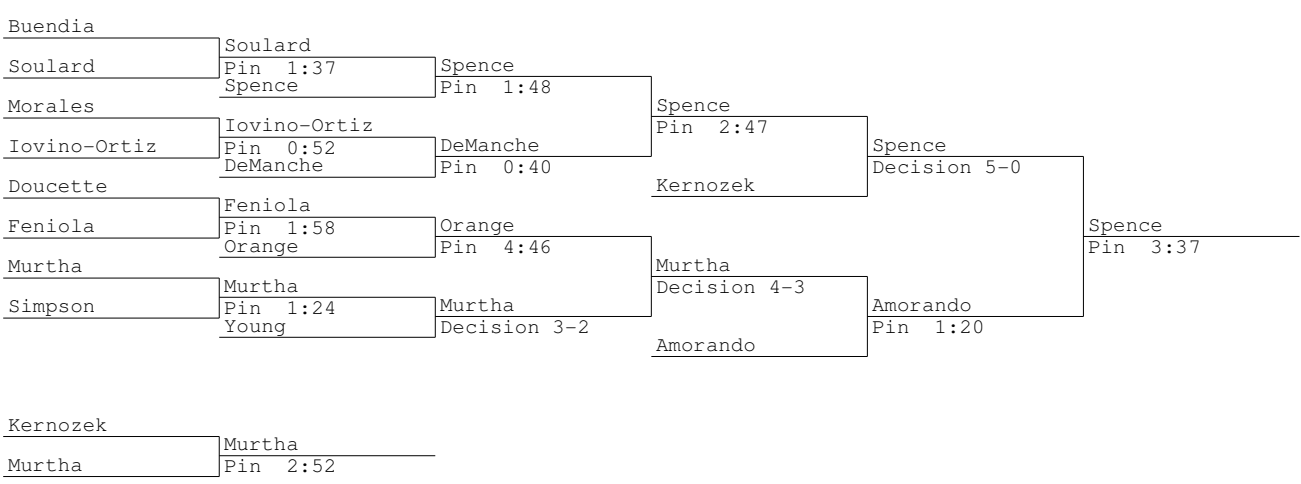 Buendia
Soulard
Soulard
Pin 1:37
Spence
Spence
Pin 1:48
Morales
Iovino-Ortiz
Iovino-Ortiz
Pin 0:52
DeManche
DeManche
Pin 0:40
Spence
Pin 2:47
Kernozek
Spence
Decision 5-0
Doucette
Feniola
Feniola
Pin 1:58
Orange
Orange
Pin 4:46
Murtha
Simpson
Murtha
Pin 1:24
Young
Murtha
Decision 3-2
Murtha
Decision 4-3
Amorando
Amorando
Pin 1:20
Spence
Pin 3:37
Kernozek
Murtha
Murtha
Pin 2:52